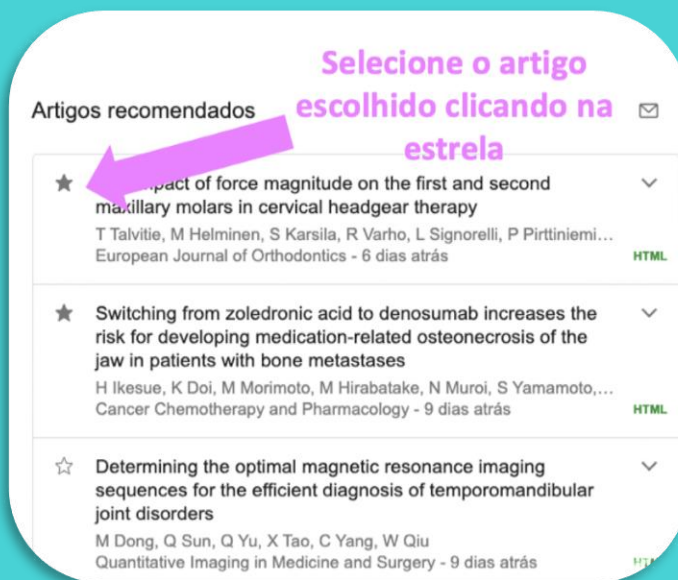 Selecione o artigo
escolhido clicando na
estrela
Artigos recomendados
of force magnitude on the first and second
maxillary molars in cervical headgear therapy
T Talvitie, M Helminen, S Karsila, R Varho, L Signorelli, P Pirttiniemi...
European Journal of Orthodontics - 6 dias atrás
HTML
Switching from zoledronic acid to denosumab increases the
risk for developing medication-related osteonecrosis of the
jaw in patients with bone metastases
H Ikesue, K Doi, M Morimoto, M Hirabatake, N Muroi, S Yamamoto,...
Cancer Chemotherapy and Pharmacology - 9 dias atrás
HTML
Determining the optimal magnetic resonance imaging
sequences for the efficient diagnosis of temporomandibular
joint disorders
M Dong, Q Sun, Q Yu, X Tao, C Yang, W Qiu
Quantitative Imaging in Medicine and Surgery - 9 dias atrás